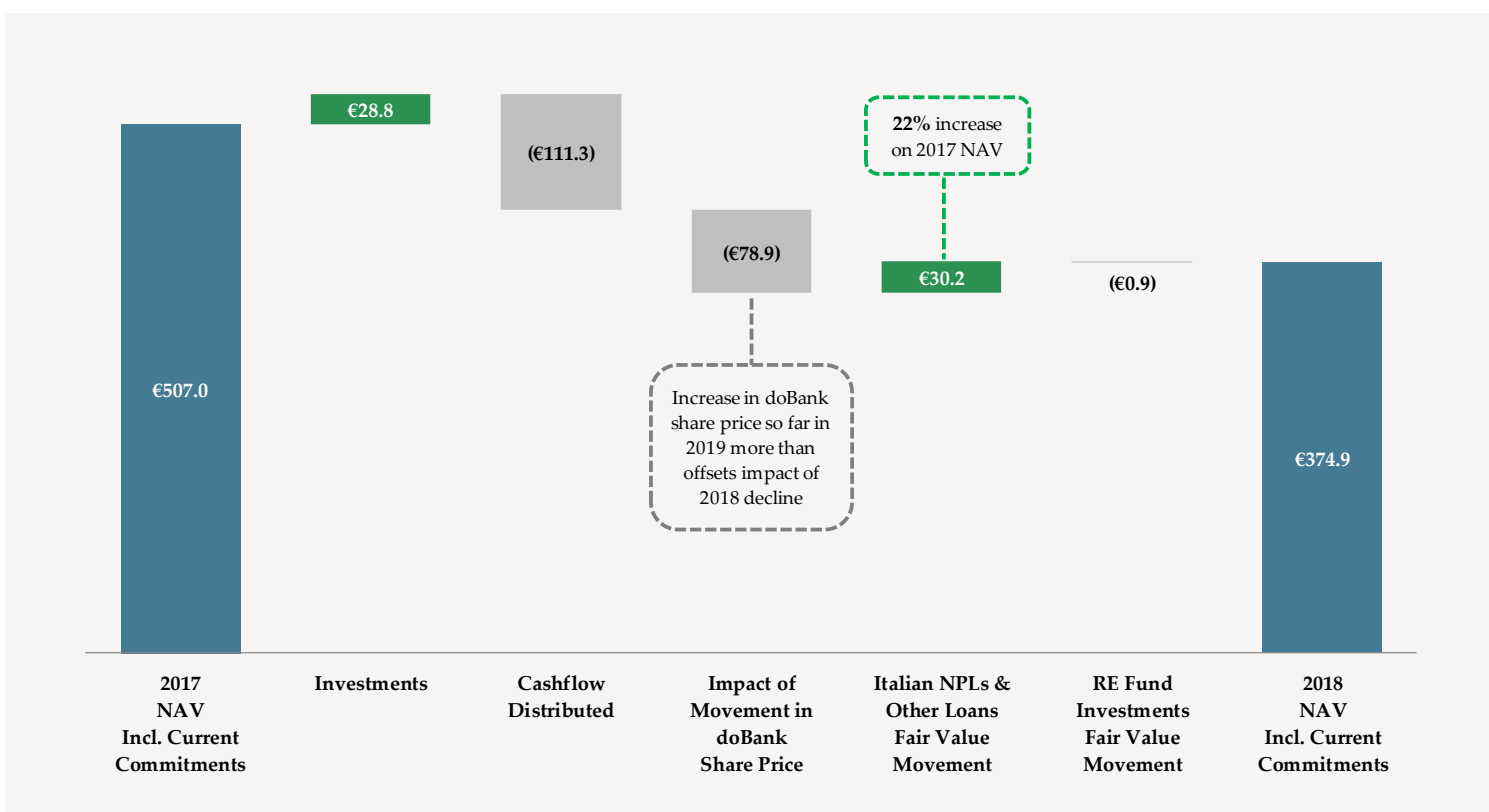 €28.8
(€111.3)
22% increase
on 2017 NAV
(€78.9)
€30.2
(€0.9)
€507.0
Increase in doBank
share price so far in
2019 more than
offsets impact of
2018 decline
€374.9
2017
NAV
Incl. Current
Commitments
Investments
Cashflow
Distributed
Impact of
Movement in
doBank
Share Price
Italian NPLs &
Other Loans
Fair Value
Movement
RE Fund
Investments
Fair Value
Movement
2018
NAV
Incl. Current
Commitments